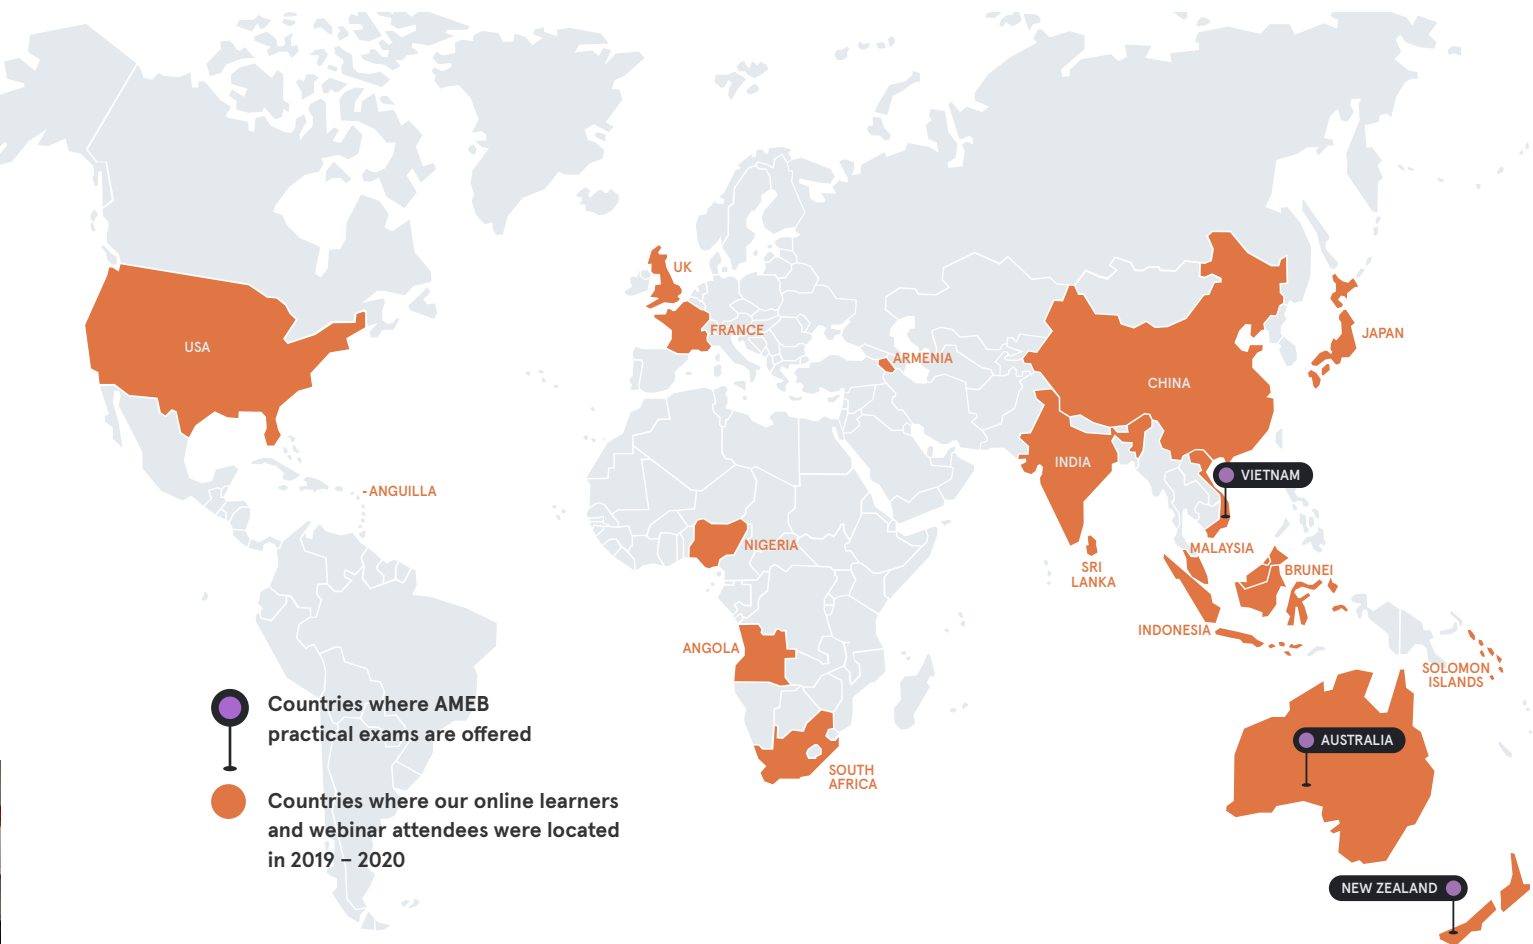 UK
USA
FRANCE
JAPAN
ARMENIA
CHINA
INDIA
VIETNAM
-ANGUILLA
NIGERIA
MALAYSIA
SRI
LANKA
BRUNEI
INDONESIA
ANGOLA
SOLOMON
ISLANDS
Countries where AMEB
practical exams are offered
AUSTRALIA
SOUTH
AFRICA
Countries where our online learners
and webinar attendees were located
in 2019 – 2020
NEW ZEALAND